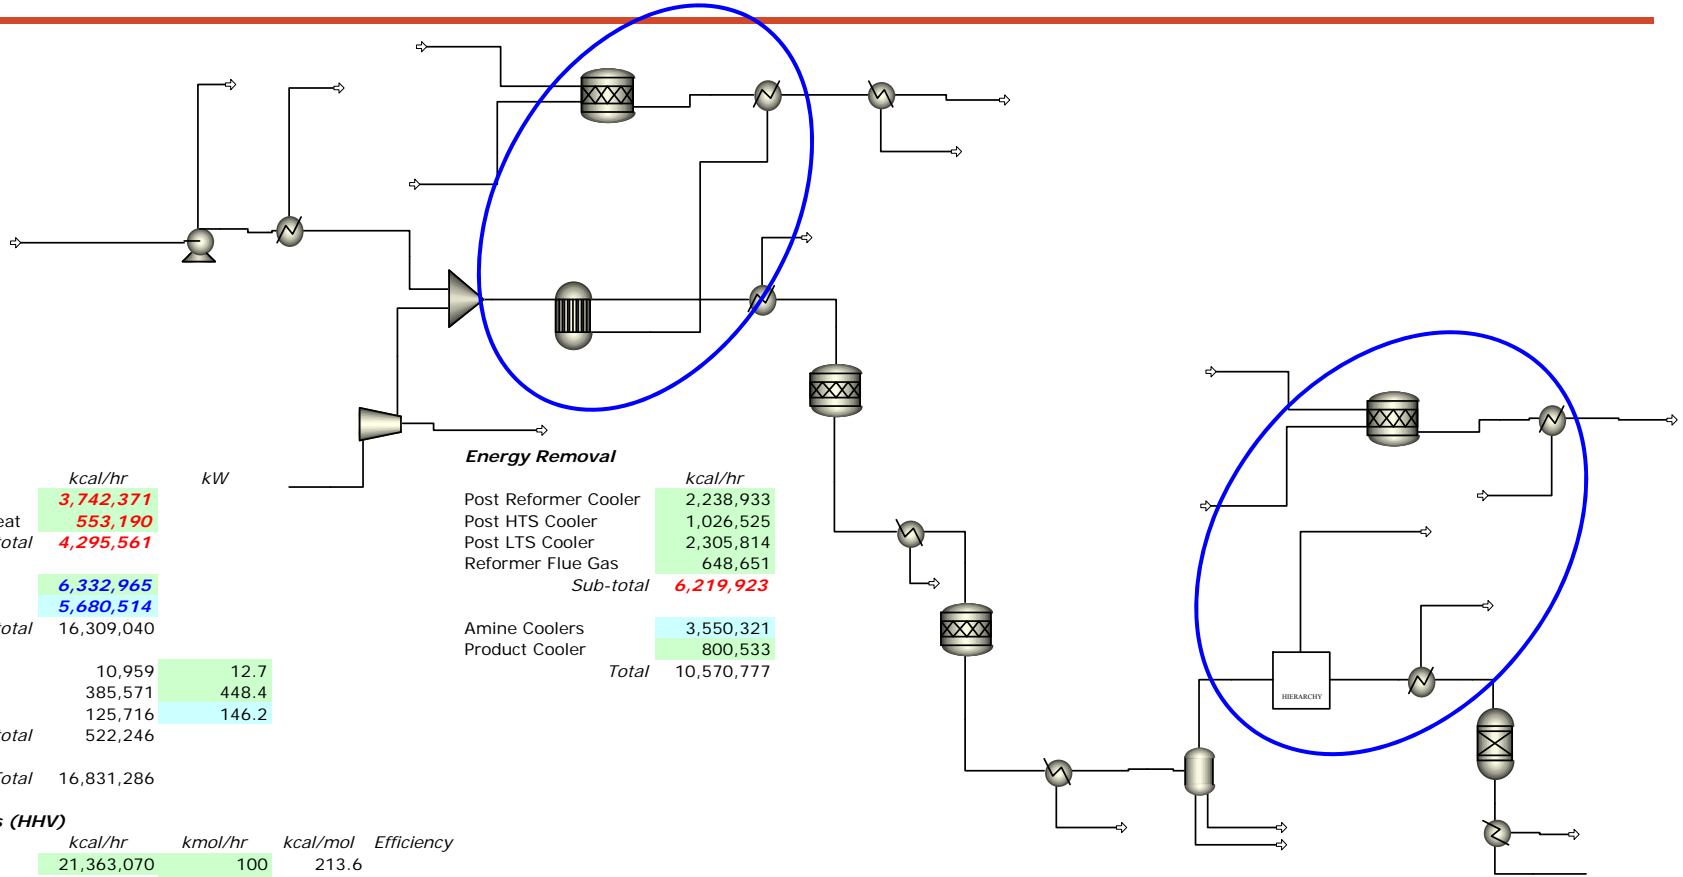 kcal/hr kW
3,742,371
eat 553,190
total 4,295,561
6,332,965
5,680,514
total 16,309,040
10,959 12.7
385,571 448.4
125,716 146.2
total 522,246
Total 16,831,286
s (HHV)
kcal/hr kmol/hr kcal/mol Efficiency
21,363,070 100 213.6
Energy Removal
kcal/hr
Post Reformer Cooler 2,238,933
Post HTS Cooler 1,026,525
Post LTS Cooler 2,305,814
Reformer Flue Gas 648,651
Sub-total 6,219,923
Amine Coolers 3,550,321
Product Cooler 800,533
Total 10,570,777
HIERARCHY